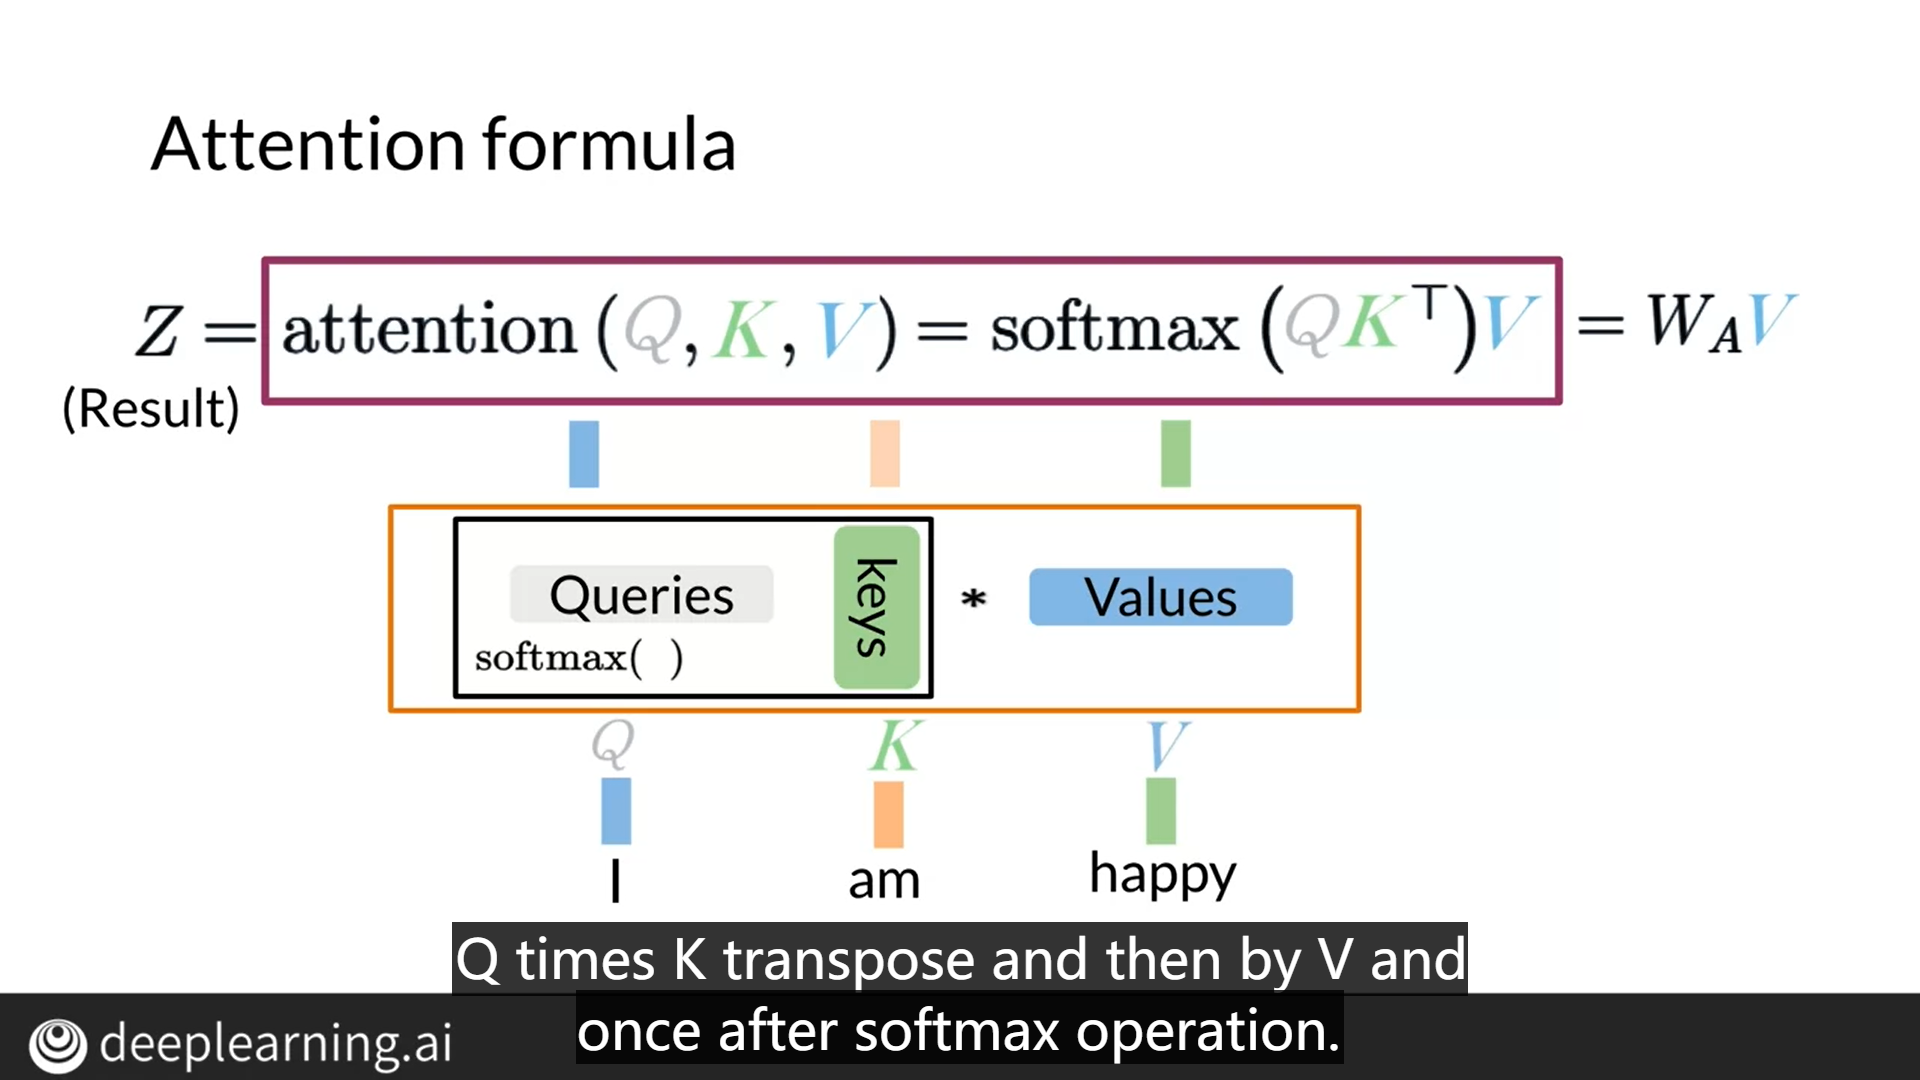 Attention formula
Z = attention (Q, K, V) = softmax (QK⊤)V = W_A V
(Result)
Queries keys * Values
softmax( )
Q K V
I am happy
Q times K transpose and then by V and
once after softmax operation.
deeplearning.ai